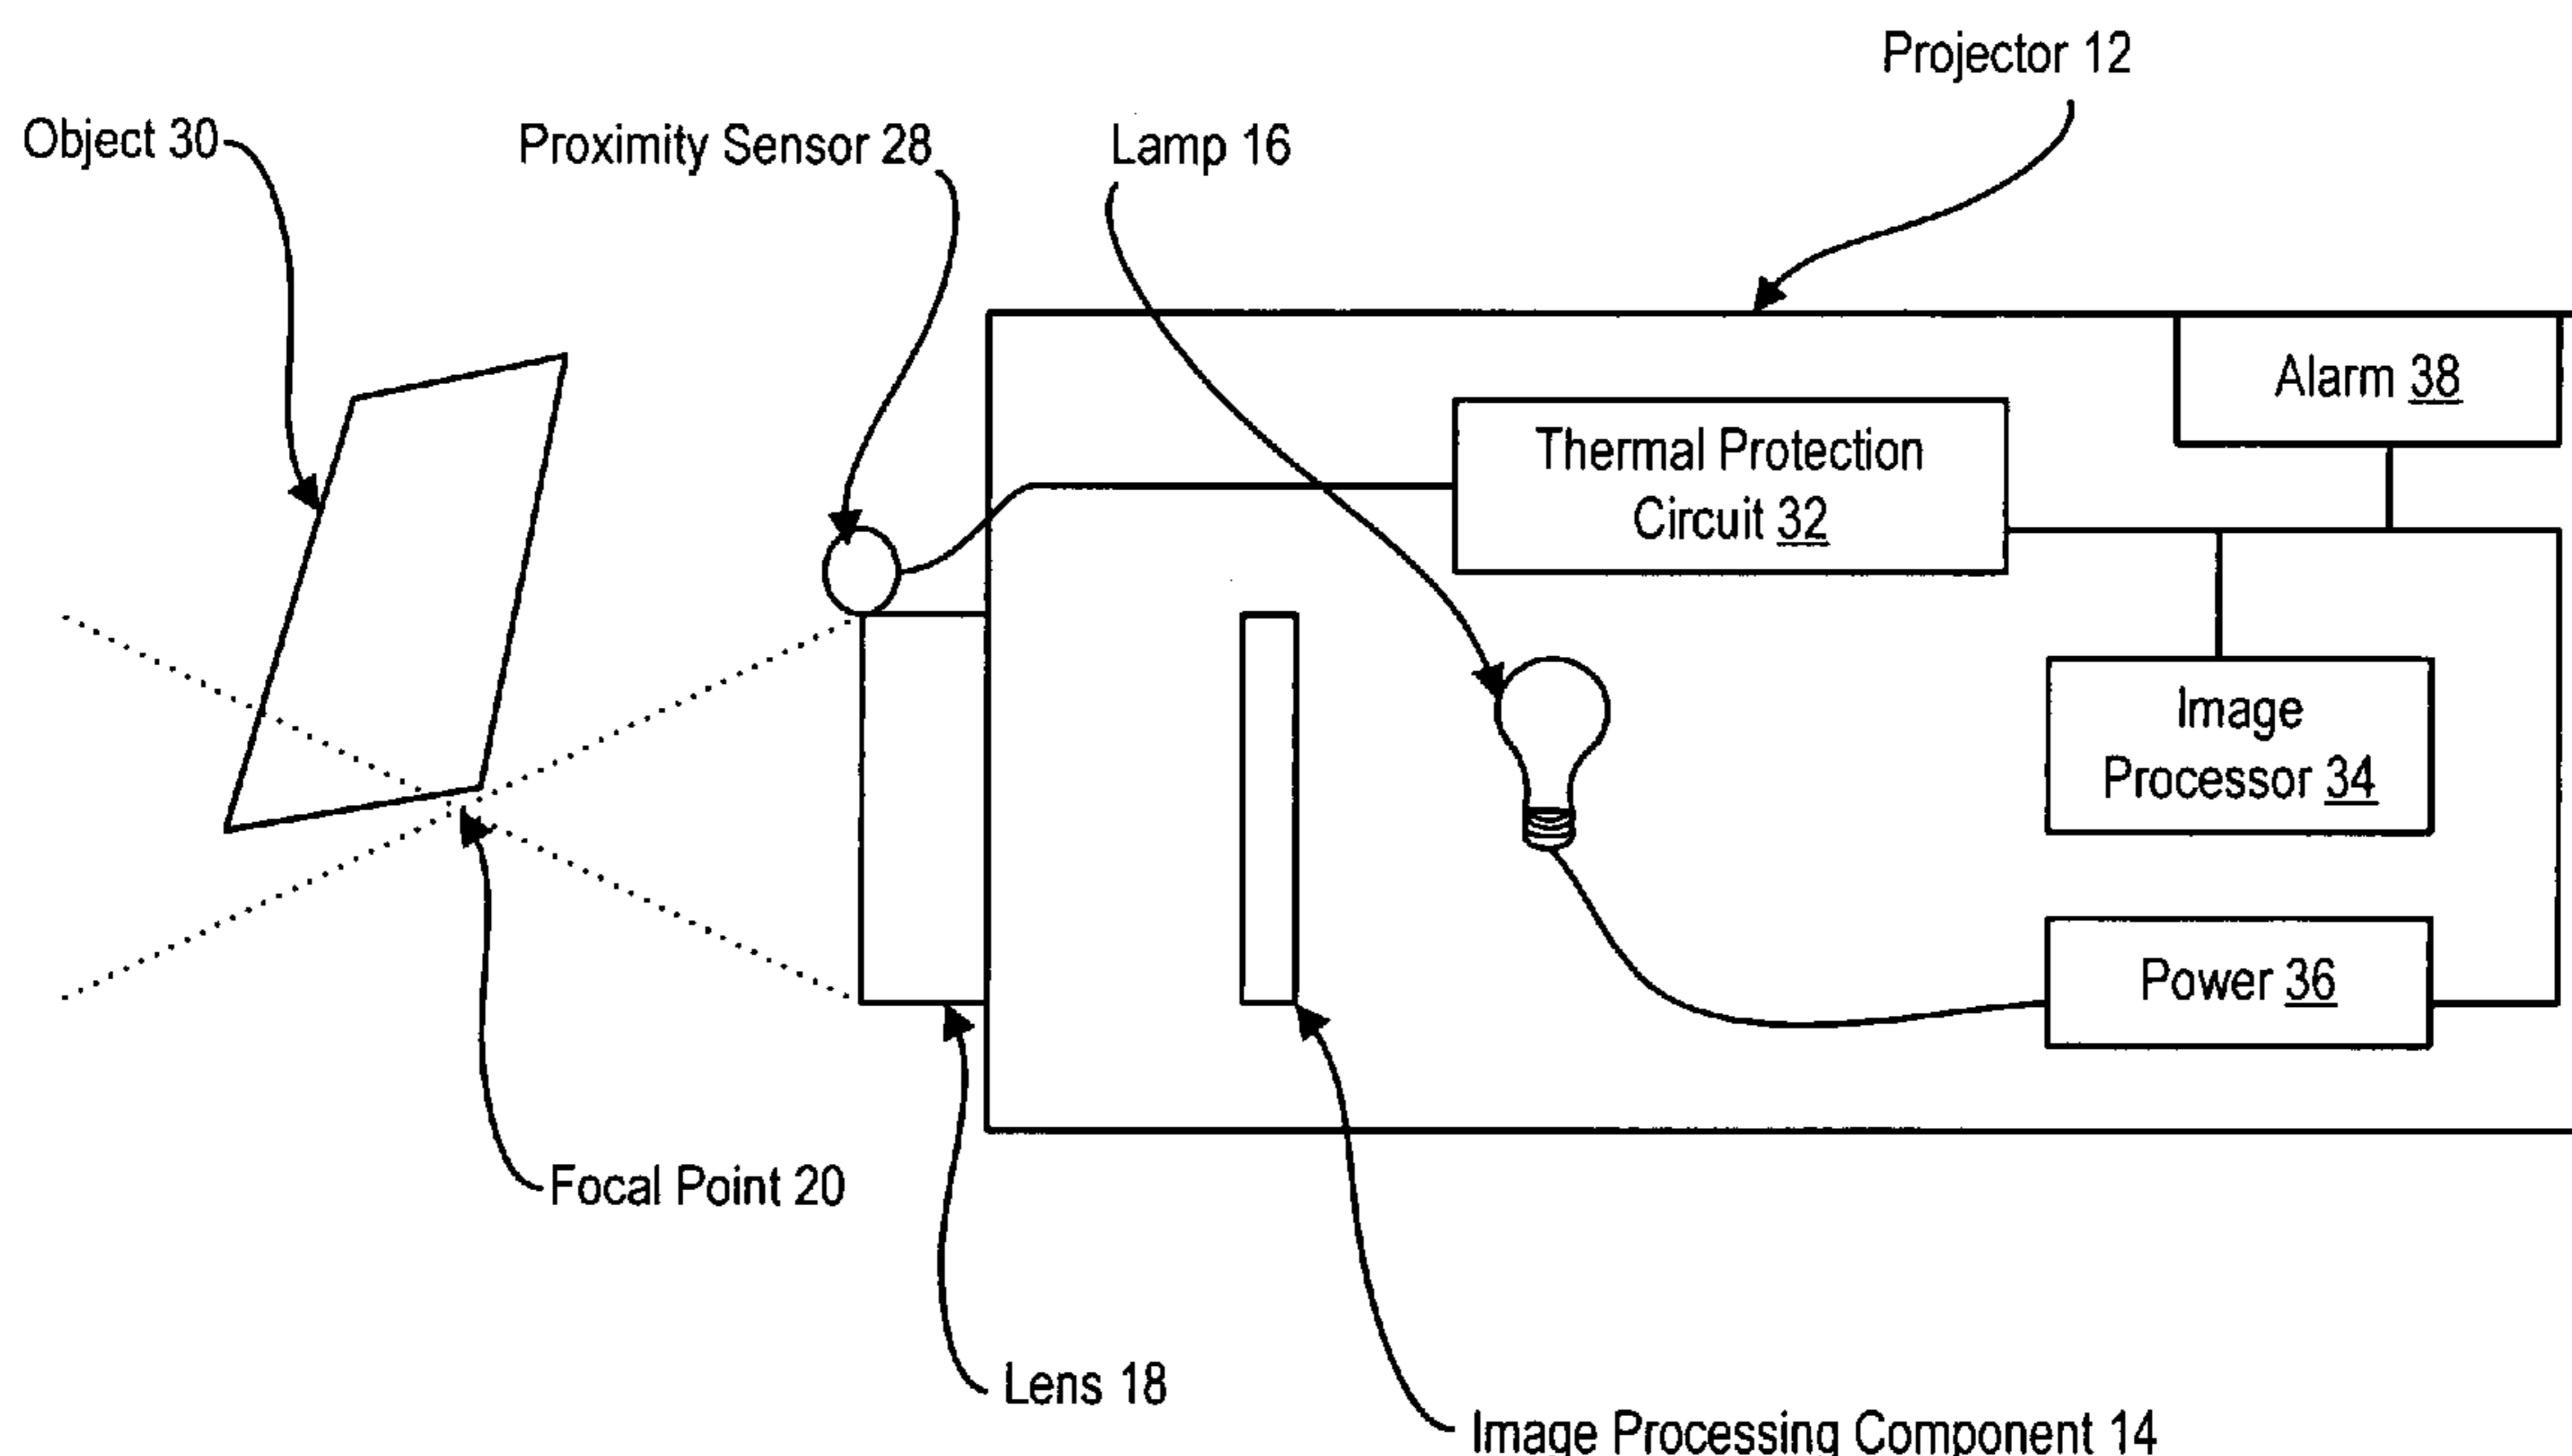 Projector 12
Object 30
Proximity Sensor 28
Lamp 16
Alarm 38
Thermal Protection
Circuit 32
Image
Processor 34
Power 36
Focal Point 20
Lens 18
Image Processing Component 14